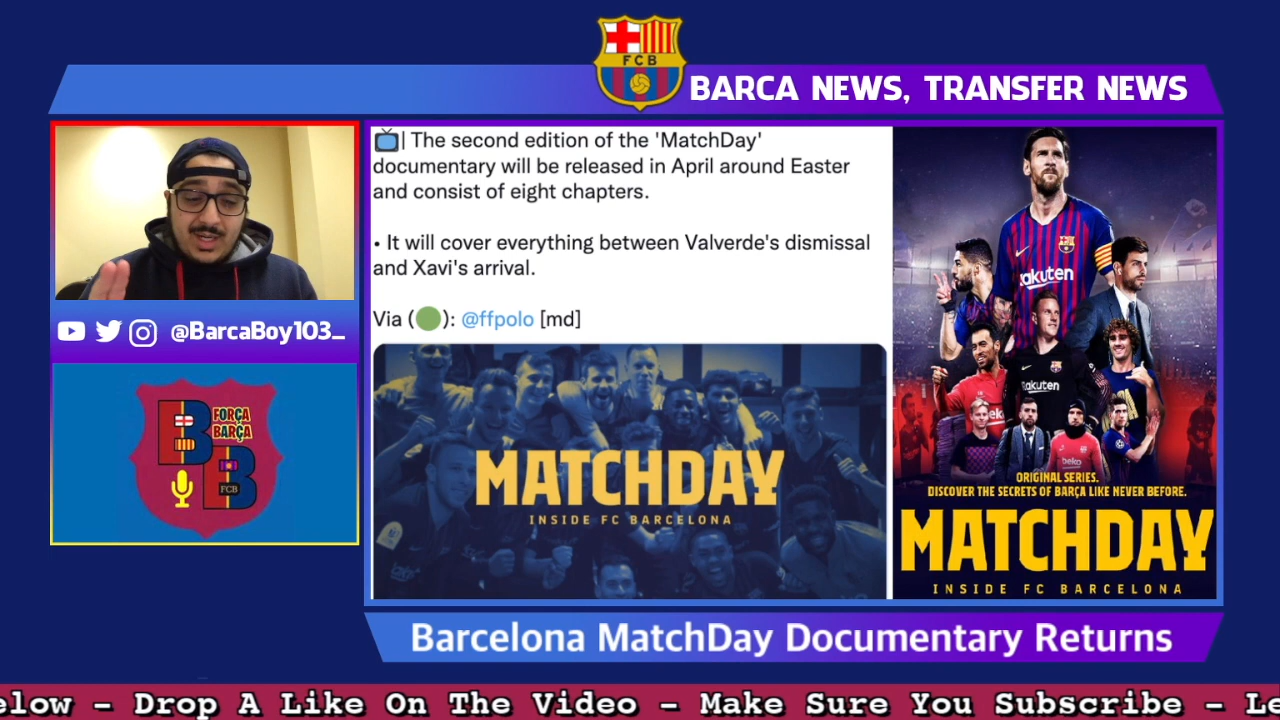 FCB
BARCA NEWS, TRANSFER NEWS
📺| The second edition of the 'MatchDay'
documentary will be released in April around Easter
and consist of eight chapters.
• It will cover everything between Valverde's dismissal
and Xavi's arrival.
Via (🟢): @ffpolo [md]
MATCHDAY
INSIDE FC BARCELONA
Rakuten
Rakuten
beko
ORIGINAL SERIES.
DISCOVER THE SECRETS OF BARÇA LIKE NEVER BEFORE.
MATCHDAY
INSIDE FC BARCELONA
@BarcaBoy103_
B
FORÇA
BARÇA
B
FCB
Barcelona MatchDay Documentary Returns
elow - Drop A Like On The Video - Make Sure You Subscribe - Le